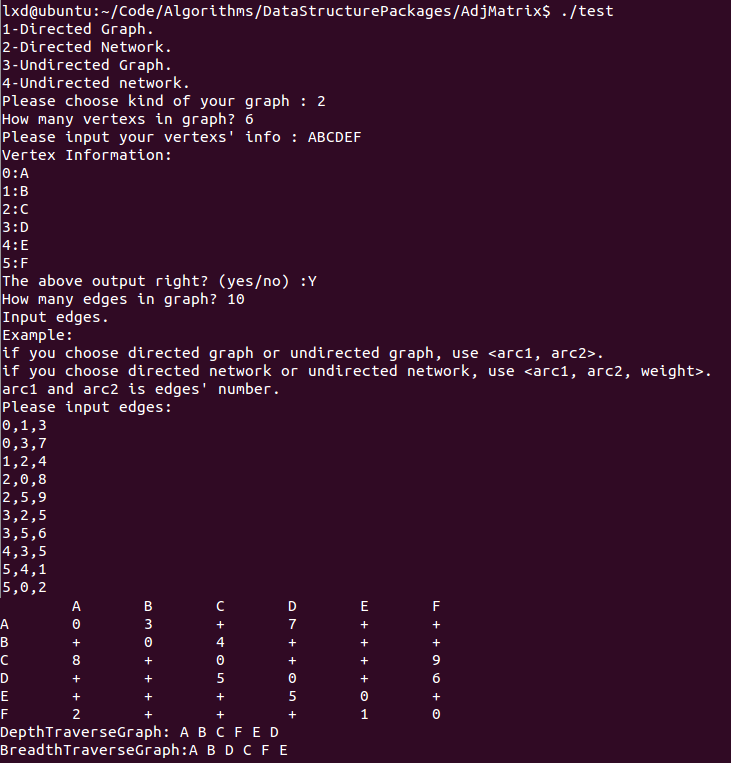 lxd@ubuntu:~/Code/Algorithms/DataStructurePackages/AdjMatrix$ ./test
1-Directed Graph.
2-Directed Network.
3-Undirected Graph.
4-Undirected network.
Please choose kind of your graph : 2
How many vertexs in graph? 6
Please input your vertexs' info : ABCDEF
Vertex Information:
0:A
1:B
2:C
3:D
4:E
5:F
The above output right? (yes/no) :Y
How many edges in graph? 10
Input edges.
Example:
if you choose directed graph or undirected graph, use <arc1, arc2>.
if you choose directed network or undirected network, use <arc1, arc2, weight>.
arc1 and arc2 is edges' number.
Please input edges:
0,1,3
0,3,7
1,2,4
2,0,8
2,5,9
3,2,5
3,5,6
4,3,5
5,4,1
5,0,2
A B C D E F
A 0 3 + 7 + +
B + 0 4 + + +
C 8 + 0 + + 9
D + + 5 0 + 6
E + + + 5 0 +
F 2 + + + 1 0
DepthTraverseGraph: A B C F E D
BreadthTraverseGraph:A B D C F E